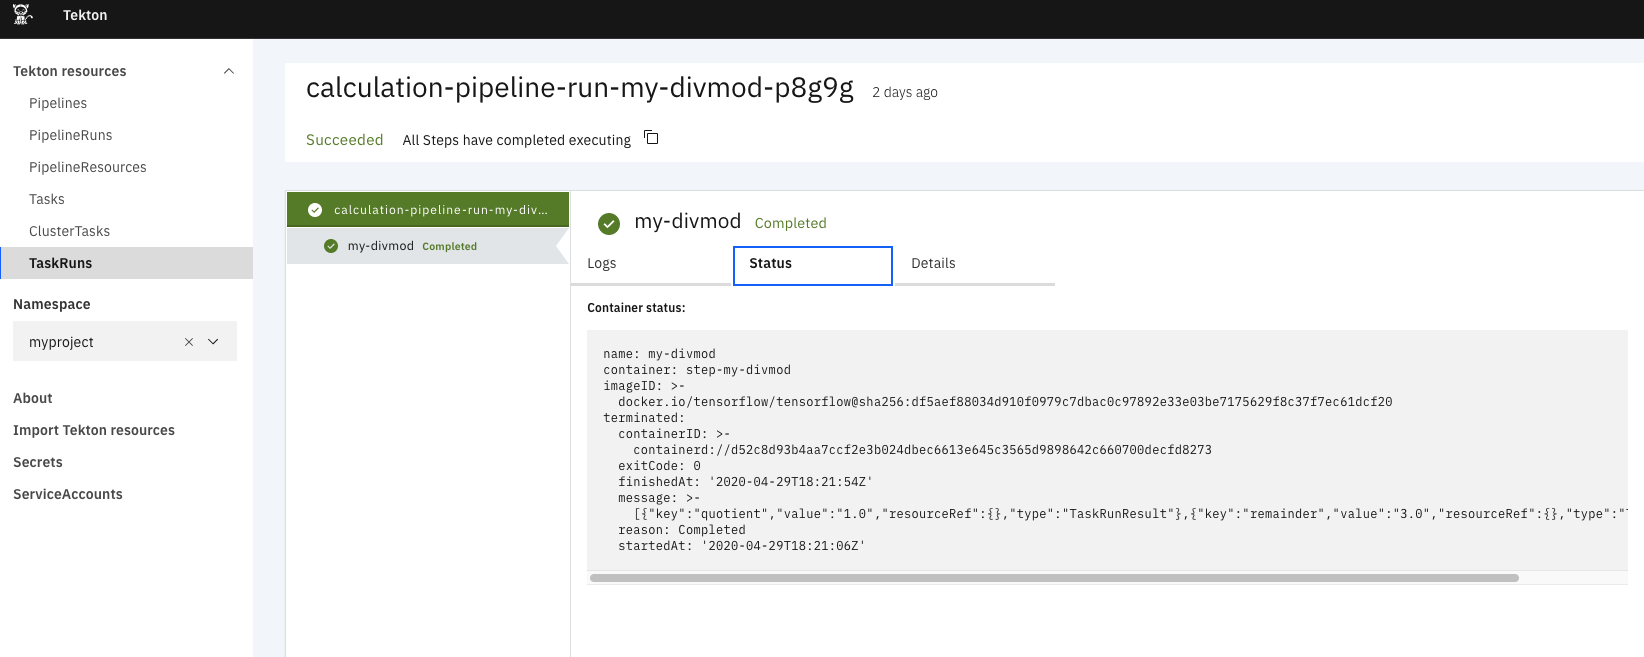 Tekton
Tekton resources
Pipelines
PipelineRuns
PipelineResources
Tasks
ClusterTasks
TaskRuns
Namespace
myproject
About
Import Tekton resources
Secrets
ServiceAccounts
calculation-pipeline-run-my-divmod-p8g9g 2 days ago
Succeeded All Steps have completed executing
calculation-pipeline-run-my-div...
my-divmod Completed
my-divmod Completed
Logs Status Details
Container status:
name: my-divmod
container: step-my-divmod
imageID: >-
docker.io/tensorflow/tensorflow@sha256:df5aef88034d910f0979c7dbac0c97892e33e03be7175629f8c37f7ec61dcf20
terminated:
containerID: >-
containerd://d52c8d93b4aa7ccf2e3b024dbec6613e645c3565d9898642c660700decfd8273
exitCode: 0
finishedAt: '2020-04-29T18:21:54Z'
message: >-
[{"key":"quotient","value":"1.0","resourceRef":{},"type":"TaskRunResult"},{"key":"remainder","value":"3.0","resourceRef":{},"type":"
reason: Completed
startedAt: '2020-04-29T18:21:06Z'